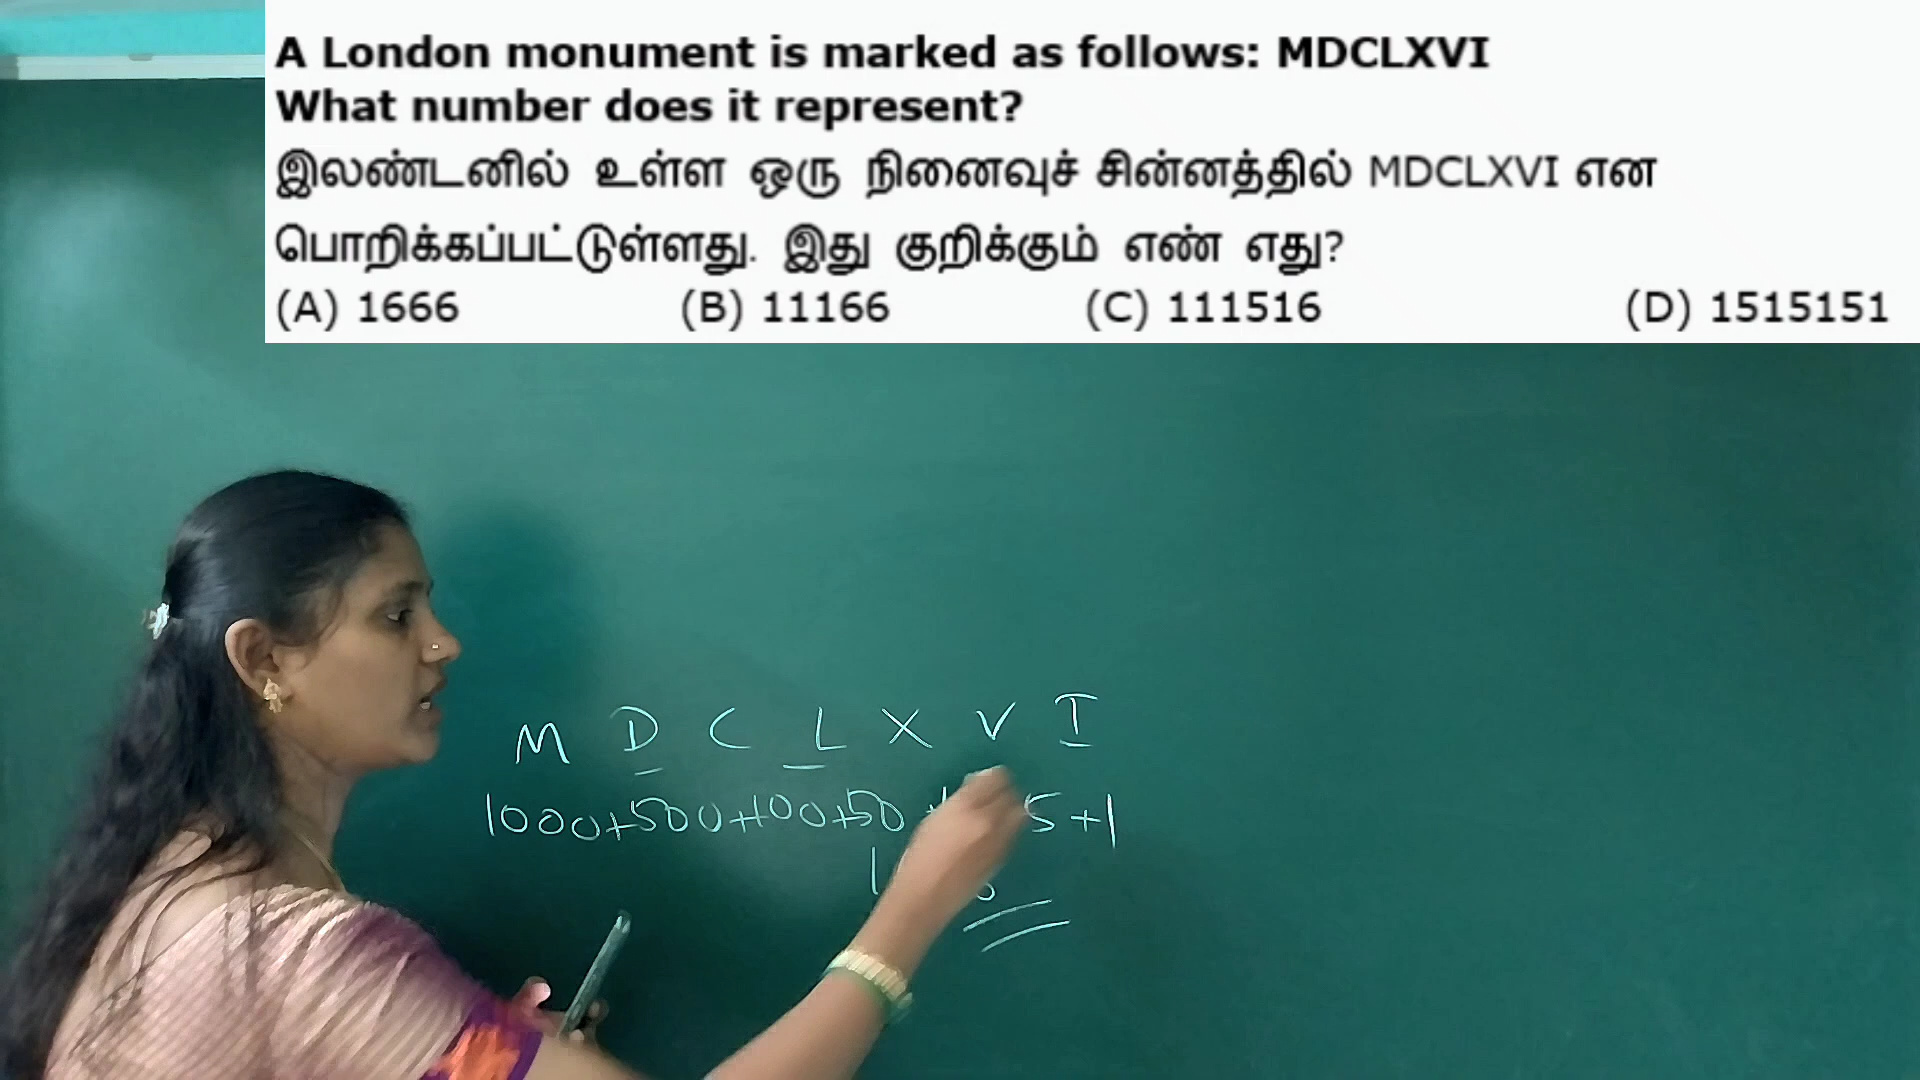 A London monument is marked as follows: MDCLXVI
What number does it represent?
இலண்டனில் உள்ள ஒரு நினைவுச் சின்னத்தில் MDCLXVI என
பொறிக்கப்பட்டுள்ளது. இது குறிக்கும் எண் எது?
(A) 1666 (B) 11166 (C) 111516 (D) 1515151
M D C L X V I
1000+500+100+50 + 5+1